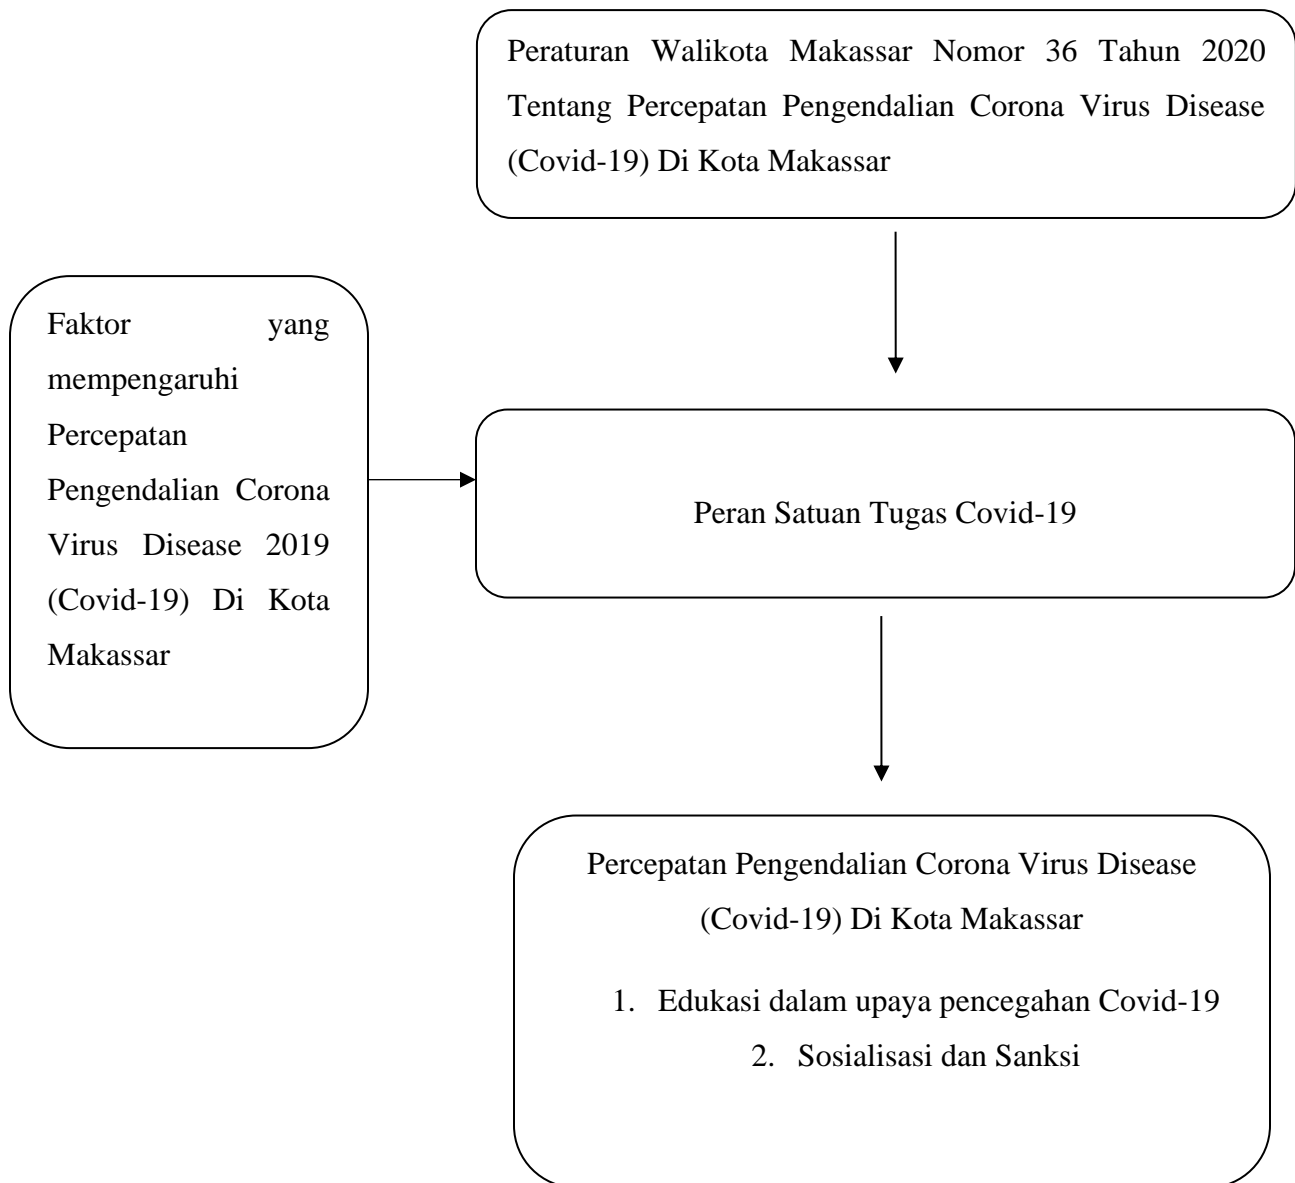 Peraturan Walikota Makassar Nomor 36 Tahun 2020
Tentang Percepatan Pengendalian Corona Virus Disease
(Covid-19) Di Kota Makassar
Faktor yang
mempengaruhi
Percepatan
Pengendalian Corona
Virus Disease 2019
(Covid-19) Di Kota
Makassar
Peran Satuan Tugas Covid-19
Percepatan Pengendalian Corona Virus Disease
(Covid-19) Di Kota Makassar
1. Edukasi dalam upaya pencegahan Covid-19
2. Sosialisasi dan Sanksi